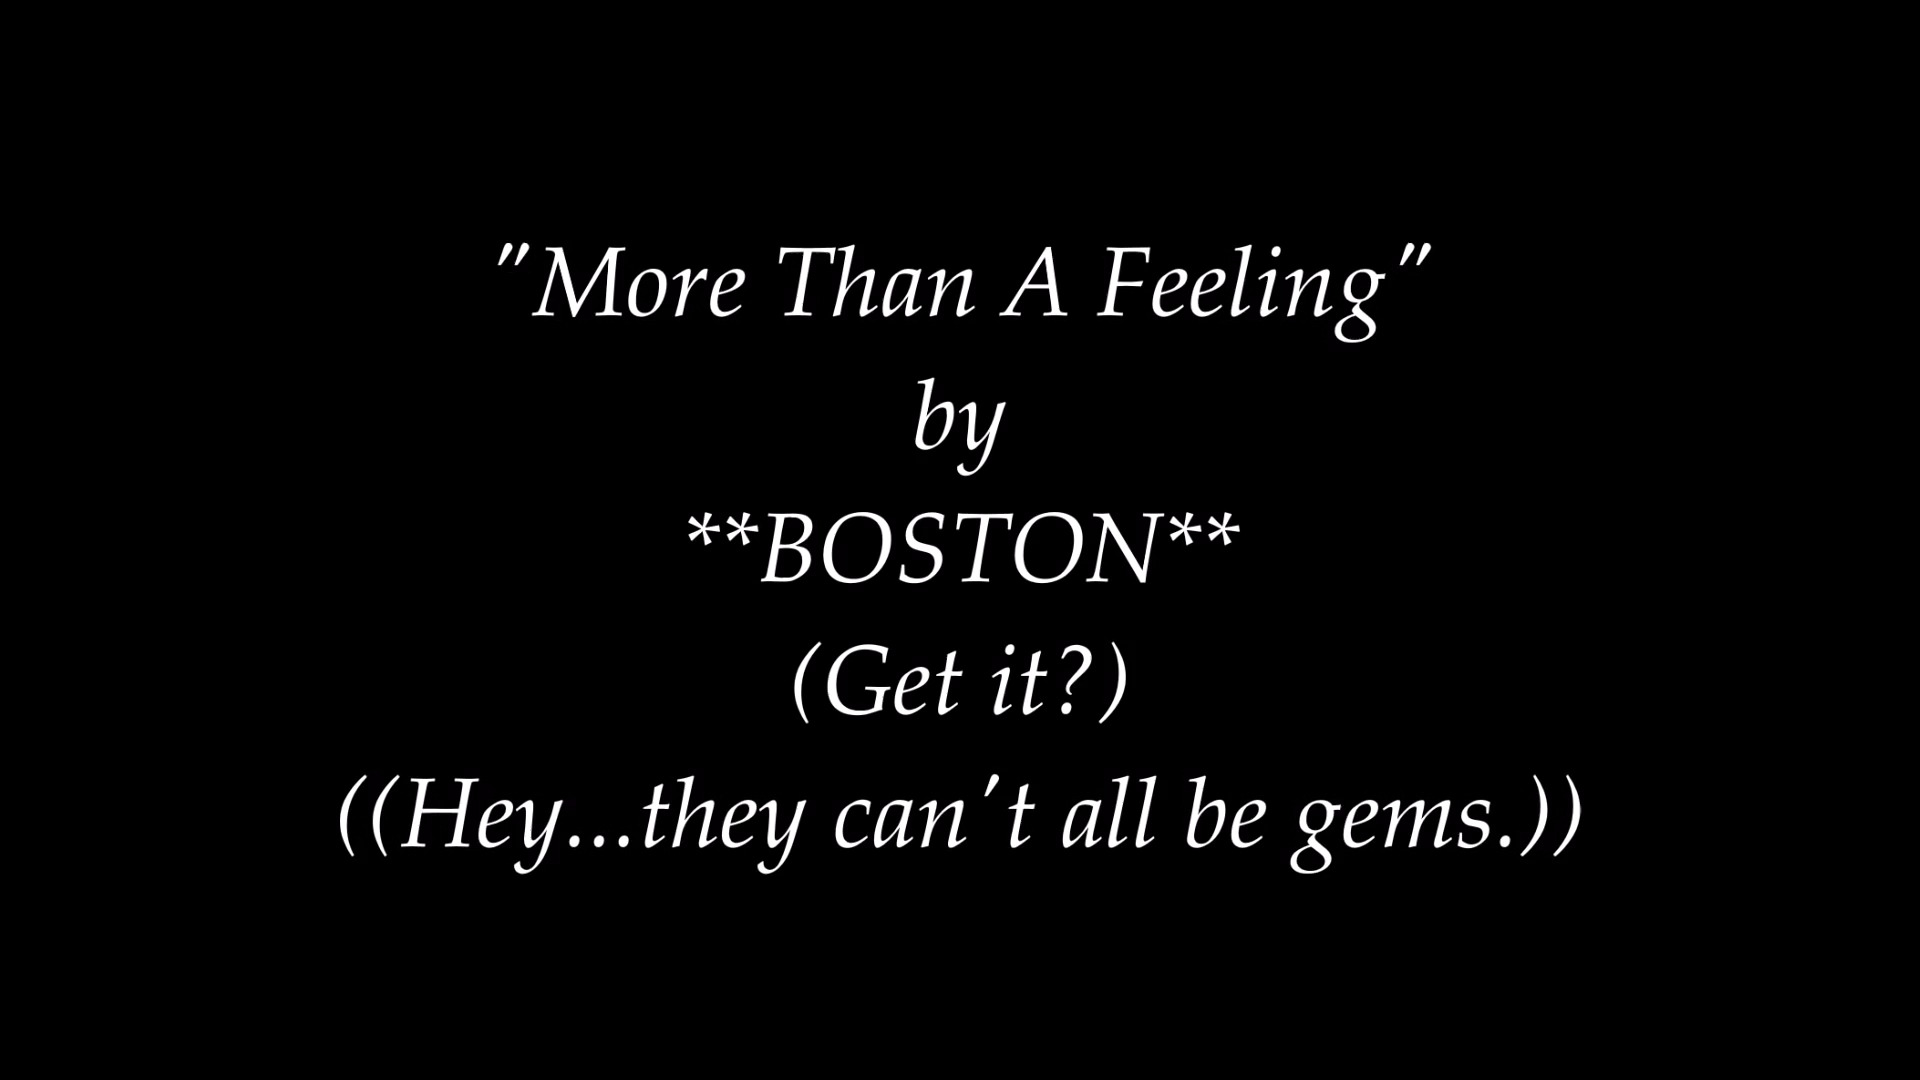 "More Than A Feeling"
by
**BOSTON**
(Get it?)
((Hey...they can't all be gems.))